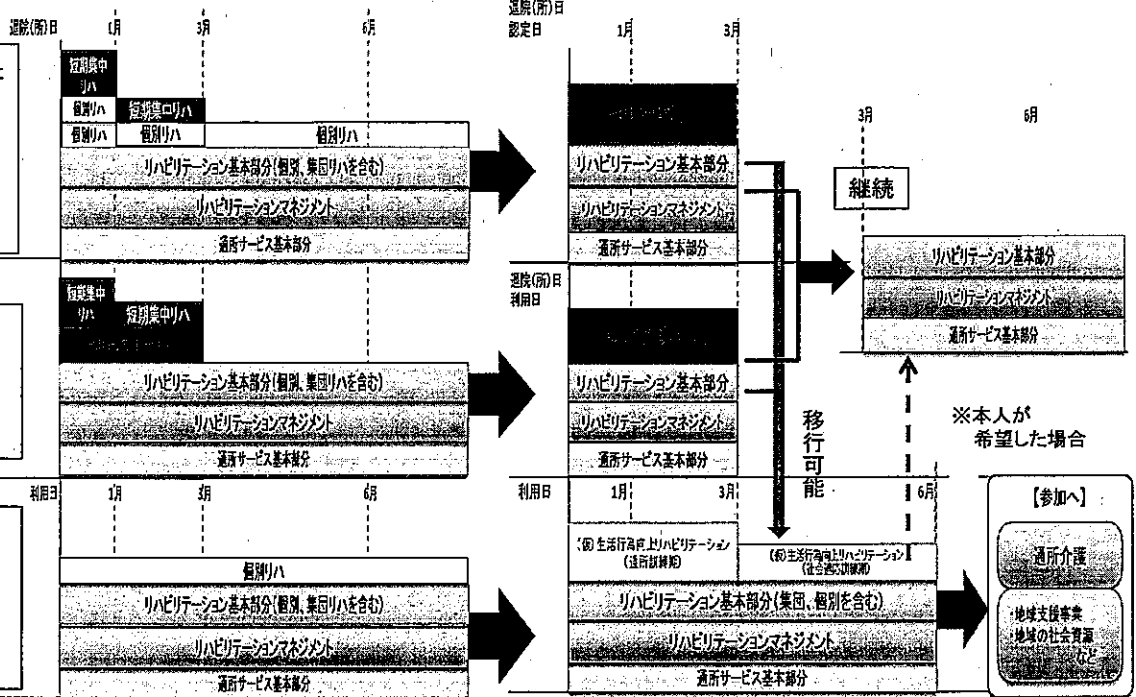 退院(所)日
1月
3月
6月
短期集中
リハ
個別リハ
短期集中リハ
個別リハ
個別リハ
個別リハ
リハビリテーション基本部分(個別、集団リハを含む)
リハビリテーションマネジメント
通所サービス基本部分
短期集中
リハ
短期集中リハ
リハビリテーション基本部分(個別、集団リハを含む)
リハビリテーションマネジメント
通所サービス基本部分
利用日
1月
3月
6月
個別リハ
リハビリテーション基本部分(個別、集団リハを含む)
リハビリテーションマネジメント
通所サービス基本部分
退院(所)日
認定日
1月
3月
リハビリテーション基本部分
リハビリテーションマネジメント
通所サービス基本部分
退院(所)日
利用日
リハビリテーション基本部分
リハビリテーションマネジメント
通所サービス基本部分
移行可能
利用日
1月
3月
6月
(仮)生活行為向上リハビリテーション
(通所訓練期)
(仮)生活行為向上リハビリテーション
(社会適応訓練期)
リハビリテーション基本部分(集団、個別を含む)
リハビリテーションマネジメント
通所サービス基本部分
3月
6月
継続
リハビリテーション基本部分
リハビリテーションマネジメント
通所サービス基本部分
※本人が
希望した場合
【参加へ】
通所介護
地域支援事業
地域の社会資源
など